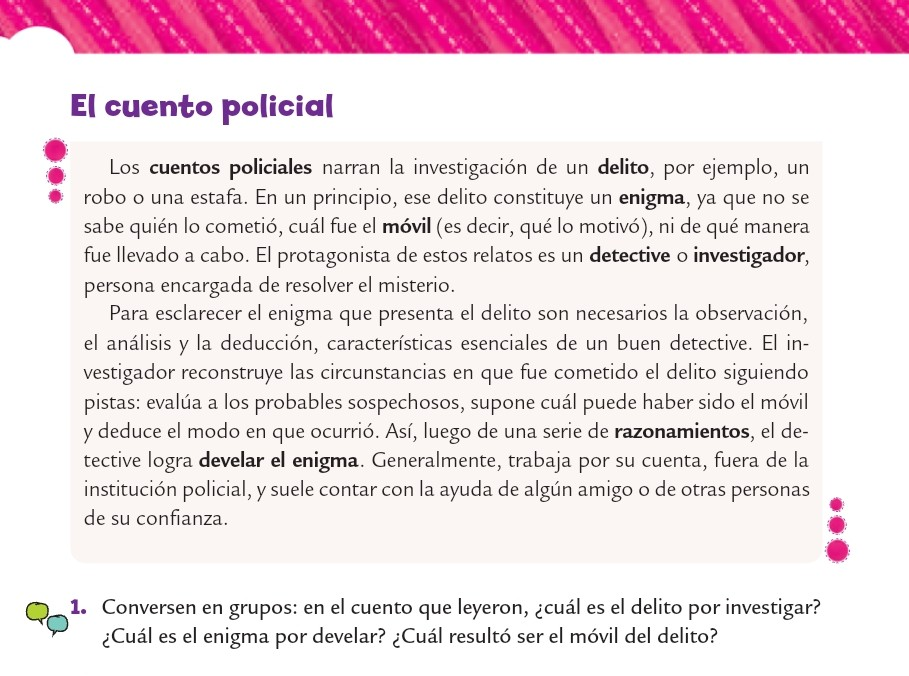 El cuento policial
Los cuentos policiales narran la investigación de un delito, por ejemplo, un
robo o una estafa. En un principio, ese delito constituye un enigma, ya que no se
sabe quién lo cometió, cuál fue el móvil (es decir, qué lo motivó), ni de qué manera
fue llevado a cabo. El protagonista de estos relatos es un detective o investigador,
persona encargada de resolver el misterio.
Para esclarecer el enigma que presenta el delito son necesarios la observación,
el análisis y la deducción, características esenciales de un buen detective. El in-
vestigador reconstruye las circunstancias en que fue cometido el delito siguiendo
pistas: evalúa a los probables sospechosos, supone cuál puede haber sido el móvil
y deduce el modo en que ocurrió. Así, luego de una serie de razonamientos, el de-
tective logra develar el enigma. Generalmente, trabaja por su cuenta, fuera de la
institución policial, y suele contar con la ayuda de algún amigo o de otras personas
de su confianza.
1. Conversen en grupos: en el cuento que leyeron, ¿cuál es el delito por investigar?
¿Cuál es el enigma por develar? ¿Cuál resultó ser el móvil del delito?